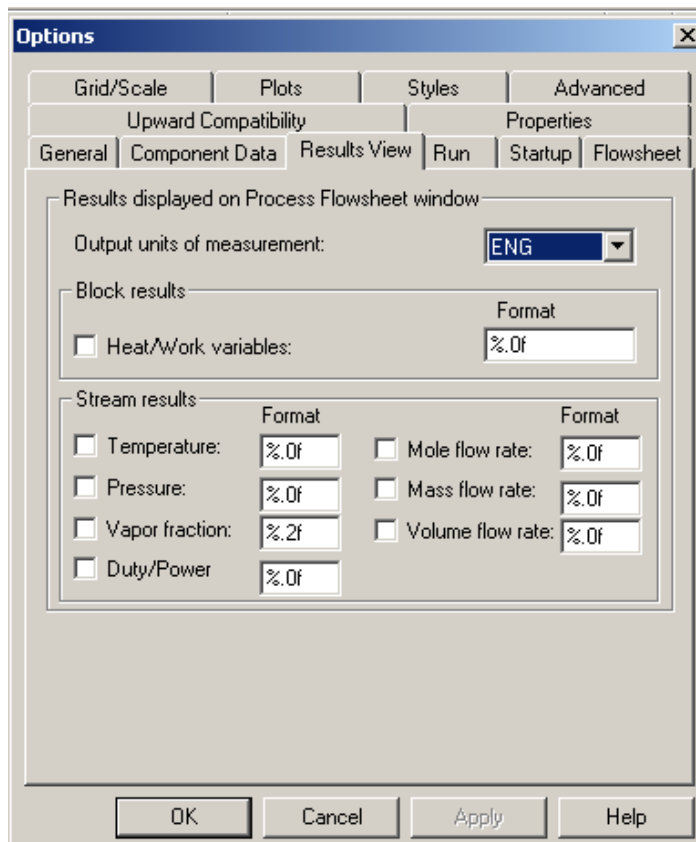 Options
Grid/Scale Plots Styles Advanced
Upward Compatibility Properties
General Component Data Results View Run Startup Flowsheet
Results displayed on Process Flowsheet window
Output units of measurement: ENG
Block results
Format
Heat/Work variables: %.0f
Stream results
Format Format
Temperature: %.0f Mole flow rate: %.0f
Pressure: %.0f Mass flow rate: %.0f
Vapor fraction: %.2f Volume flow rate: %.0f
Duty/Power %.0f
OK Cancel Apply Help